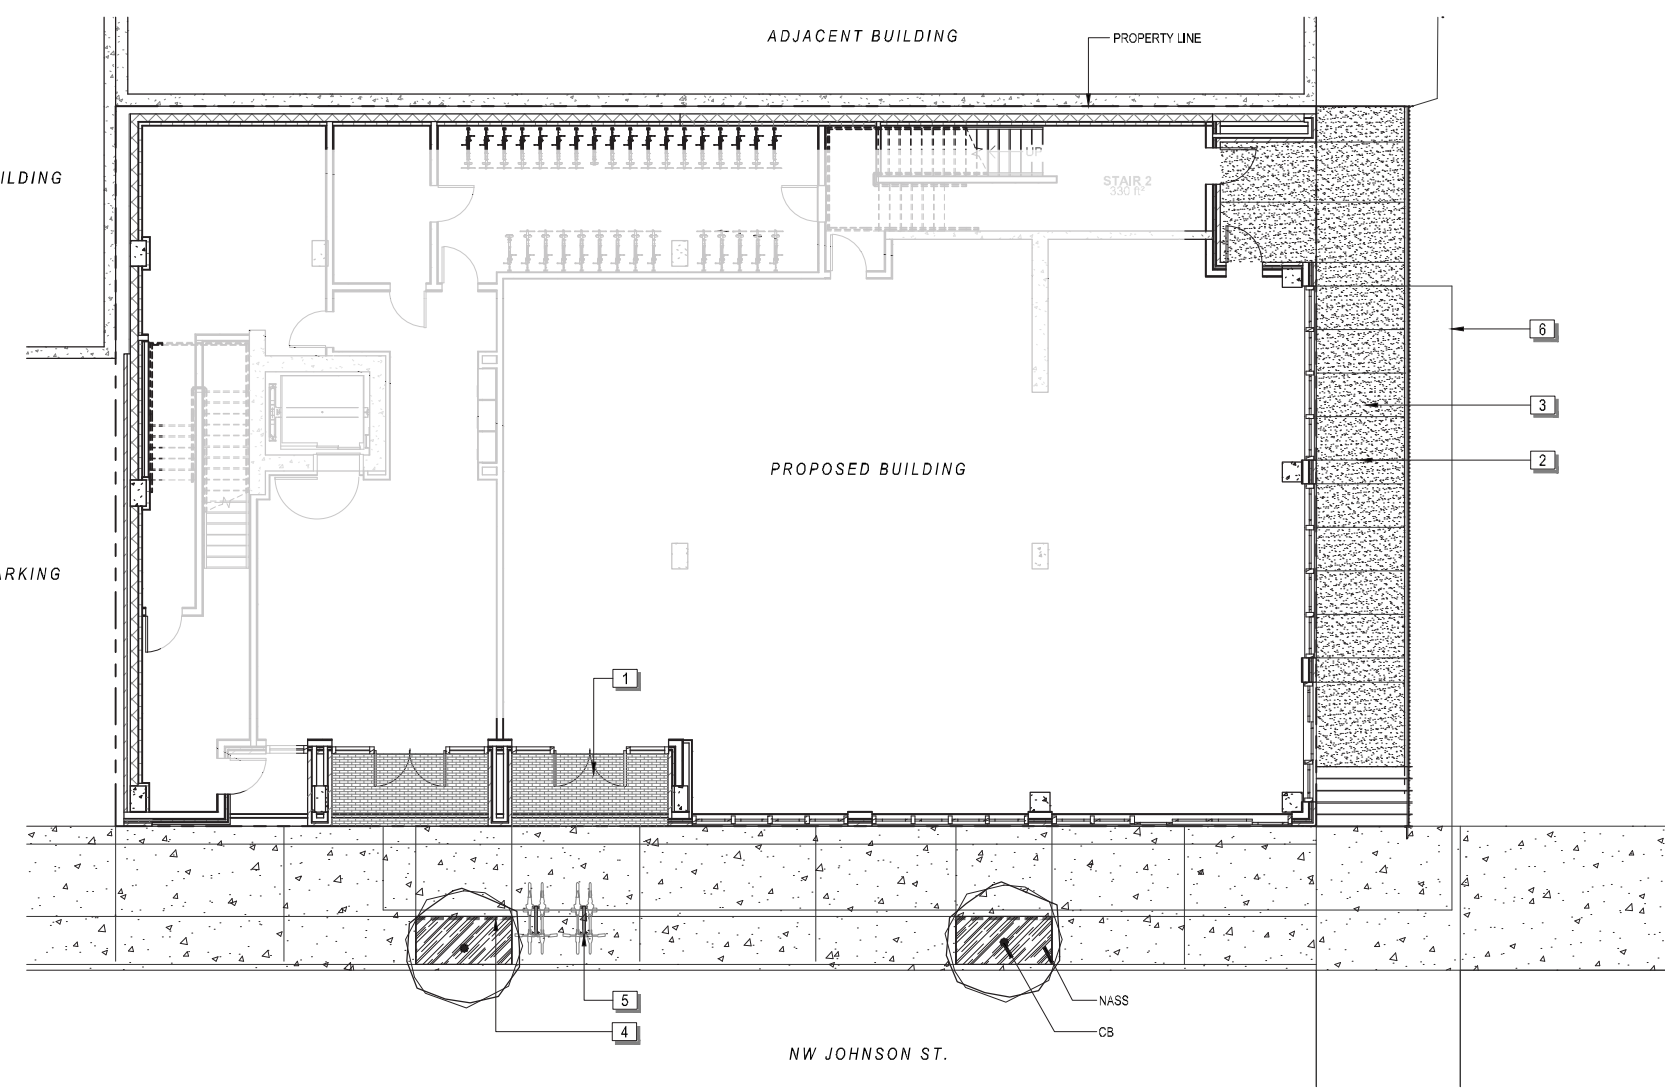 ADJACENT BUILDING
PROPERTY LINE
ILDING
UP
STAIR 2
330 ft²
6
3
PROPOSED BUILDING
2
ARKING
1
5
NASS
4
CB
NW JOHNSON ST.